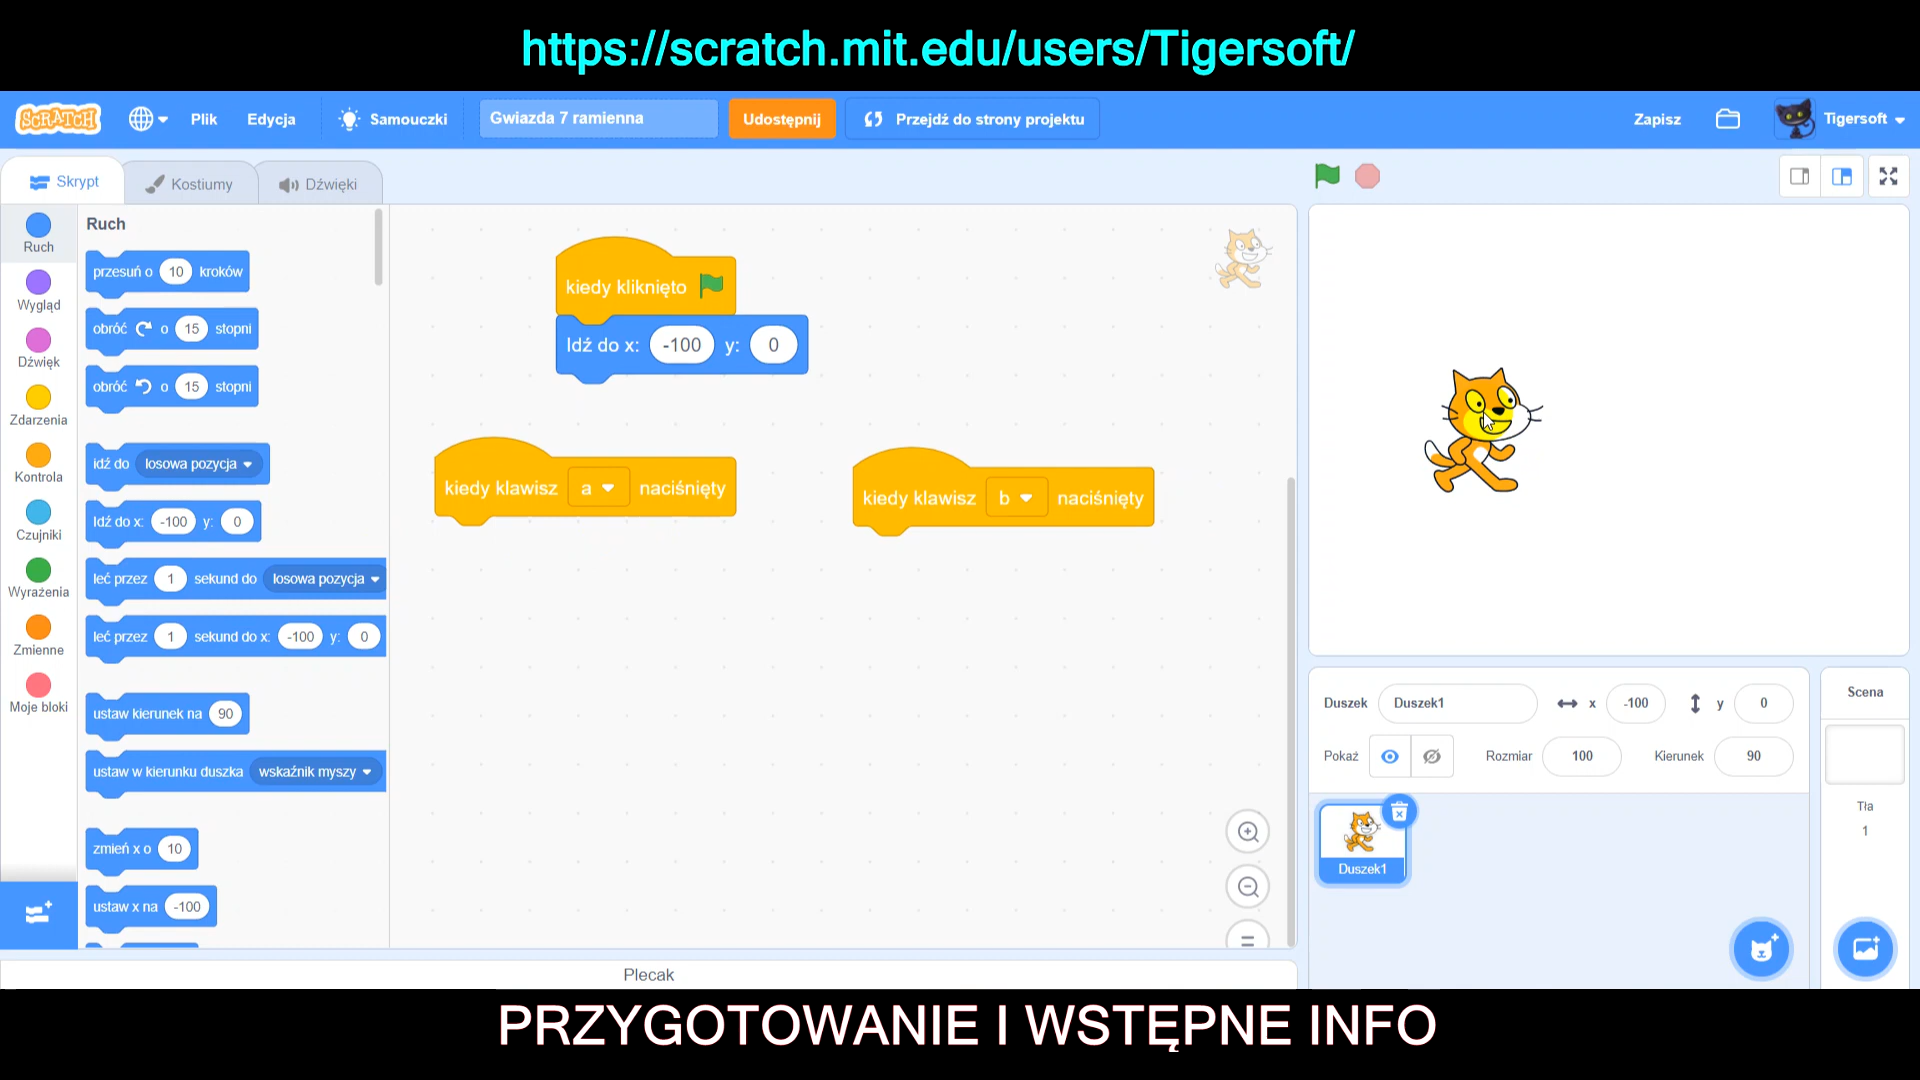 https://scratch.mit.edu/users/Tigersoft/
SCRATCH
Plik
Edycja
Samouczki
Gwiazda 7 ramienna
Udostępnij
Przejdź do strony projektu
Zapisz
Tigersoft
Skrypt
Kostiumy
Dźwięki
Ruch
Wygląd
Dźwięk
Zdarzenia
Kontrola
Czujniki
Wyrażenia
Zmienne
Moje bloki
Ruch
przesuń o 10 kroków
obróć o 15 stopni
obróć o 15 stopni
idź do losowa pozycja
Idź do x: -100 y: 0
leć przez 1 sekund do losowa pozycja
leć przez 1 sekund do x: -100 y: 0
ustaw kierunek na 90
ustaw w kierunku duszka wskaźnik myszy
zmień x o 10
ustaw x na -100
kiedy kliknięto
Idź do x: -100 y: 0
kiedy klawisz a naciśnięty
kiedy klawisz b naciśnięty
Duszek Duszek1 x -100 y 0
Pokaż Rozmiar 100 Kierunek 90
Duszek1
Scena
Tła
1
Plecak
PRZYGOTOWANIE I WSTĘPNE INFO